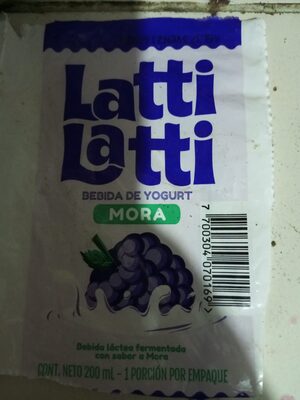 Latti
Latti
BEBIDA DE YOGURT
MORA
7 700304 070169 >
Bebida láctea fermentada
con sabor a Mora
CONT. NETO 200 mL - 1 PORCIÓN POR EMPAQUE